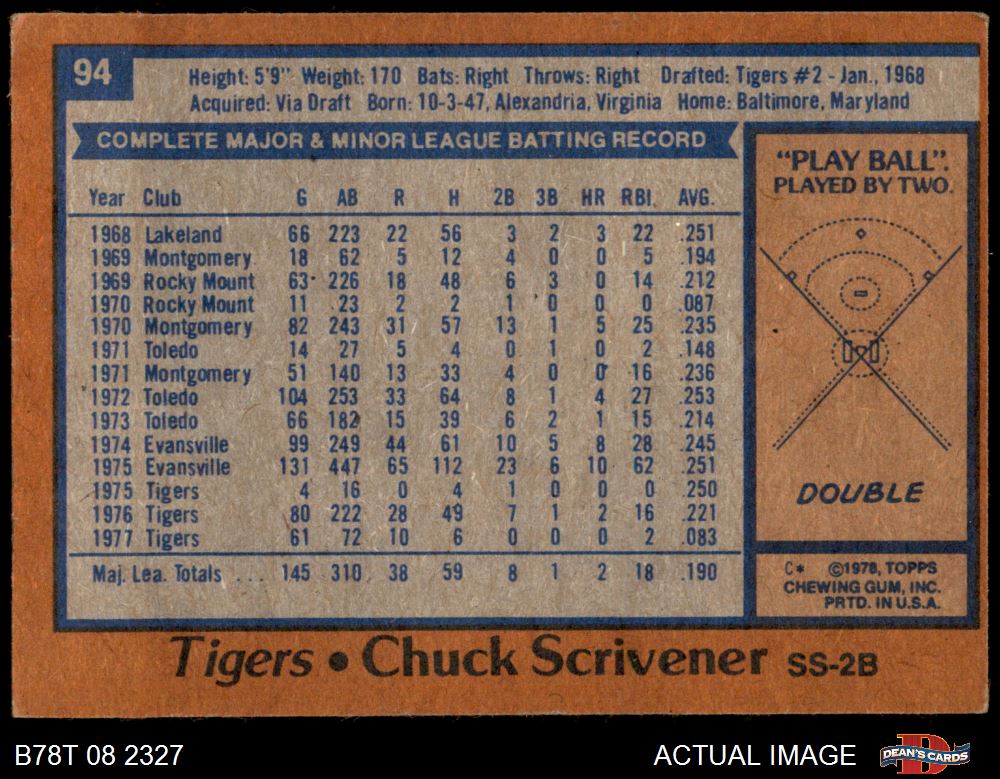 94
Height: 5'9" Weight: 170 Bats: Right Throws: Right Drafted: Tigers #2 - Jan., 1968
Acquired: Via Draft Born: 10-3-47, Alexandria, Virginia Home: Baltimore, Maryland
COMPLETE MAJOR & MINOR LEAGUE BATTING RECORD
Year Club G AB R H 2B 3B HR RBI. AVG.
1968 Lakeland 66 223 22 56 3 2 3 22 .251
1969 Montgomery 18 62 5 12 4 0 0 5 .194
1969 Rocky Mount 63 226 18 48 6 3 0 14 .212
1970 Rocky Mount 11 23 2 2 1 0 0 0 .087
1970 Montgomery 82 243 31 57 13 1 5 25 .235
1971 Toledo 14 27 5 4 0 1 0 2 .148
1971 Montgomery 51 140 13 33 4 0 0 16 .236
1972 Toledo 104 253 33 64 8 1 4 27 .253
1973 Toledo 66 182 15 39 6 2 1 15 .214
1974 Evansville 99 249 44 61 10 5 8 28 .245
1975 Evansville 131 447 65 112 23 6 10 62 .251
1975 Tigers 4 16 0 4 1 0 0 0 .250
1976 Tigers 80 222 28 49 7 1 2 16 .221
1977 Tigers 61 72 10 6 0 0 0 2 .083
Maj. Lea. Totals ... 145 310 38 59 8 1 2 18 .190
"PLAY BALL".
PLAYED BY TWO.
DOUBLE
C* ©1978, TOPPS
CHEWING GUM, INC.
PRTD. IN U.S.A.
Tigers • Chuck Scrivener SS-2B
B78T 08 2327 ACTUAL IMAGE
DEAN'S CARDS